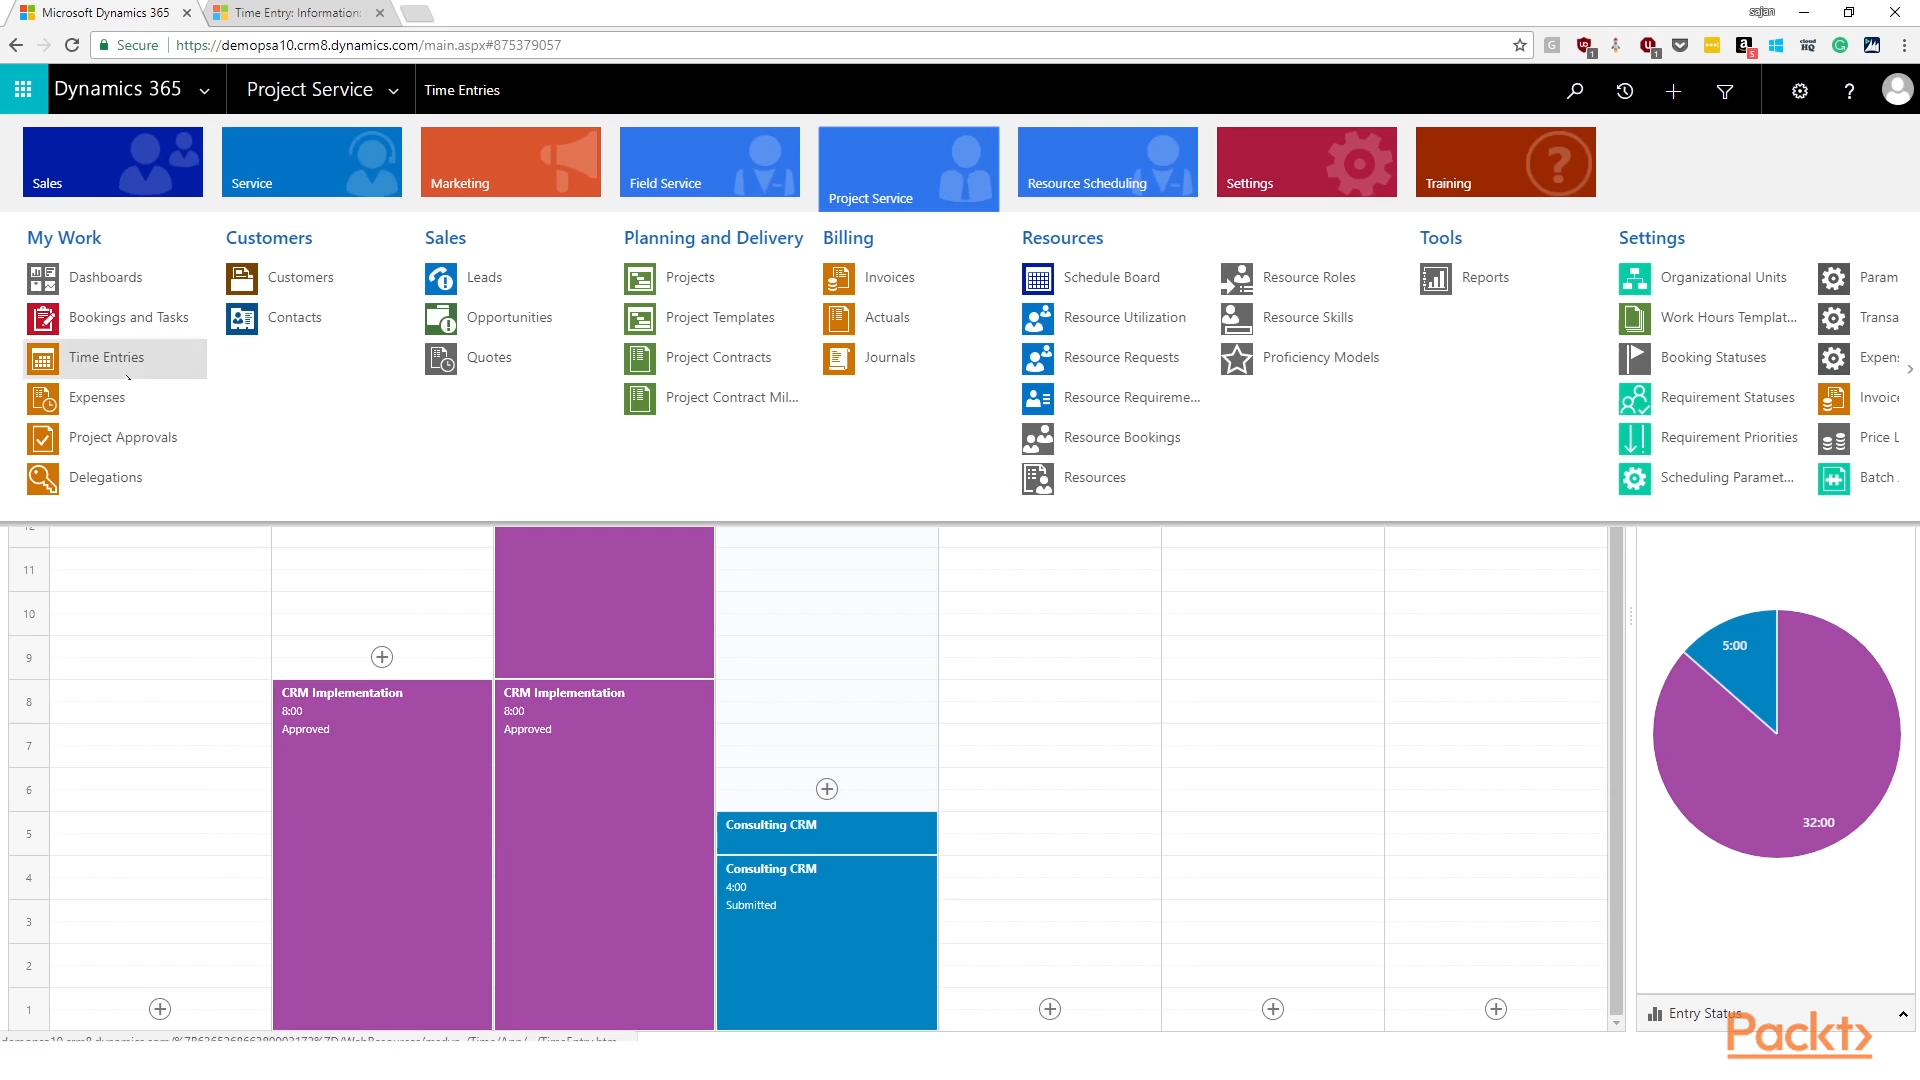 Microsoft Dynamics 365
Time Entry: Information:
sajan
Secure
https://demopsa10.crm8.dynamics.com/main.aspx#875379057
Dynamics 365
Project Service
Time Entries
Sales
Service
Marketing
Field Service
Project Service
Resource Scheduling
Settings
Training
My Work
Customers
Sales
Planning and Delivery
Billing
Resources
Tools
Settings
Dashboards
Customers
Leads
Projects
Invoices
Schedule Board
Resource Roles
Reports
Organizational Units
Param
Bookings and Tasks
Contacts
Opportunities
Project Templates
Actuals
Resource Utilization
Resource Skills
Work Hours Templat...
Transa
Time Entries
Quotes
Project Contracts
Journals
Resource Requests
Proficiency Models
Booking Statuses
Expen
Expenses
Project Contract Mil...
Resource Requireme...
Requirement Statuses
Invoice
Project Approvals
Resource Bookings
Requirement Priorities
Price L
Delegations
Resources
Scheduling Paramet...
Batch
12
11
10
9
8
7
6
5
4
3
2
1
CRM Implementation
8:00
Approved
CRM Implementation
8:00
Approved
Consulting CRM
Consulting CRM
4:00
Submitted
5:00
32:00
Entry Status
Packt>